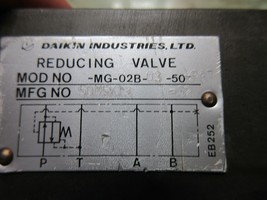 DAIKIN INDUSTRIES, LTD.
REDUCING VALVE
MOD NO -MG-02B- -50
MFG NO
P T A B
EB252